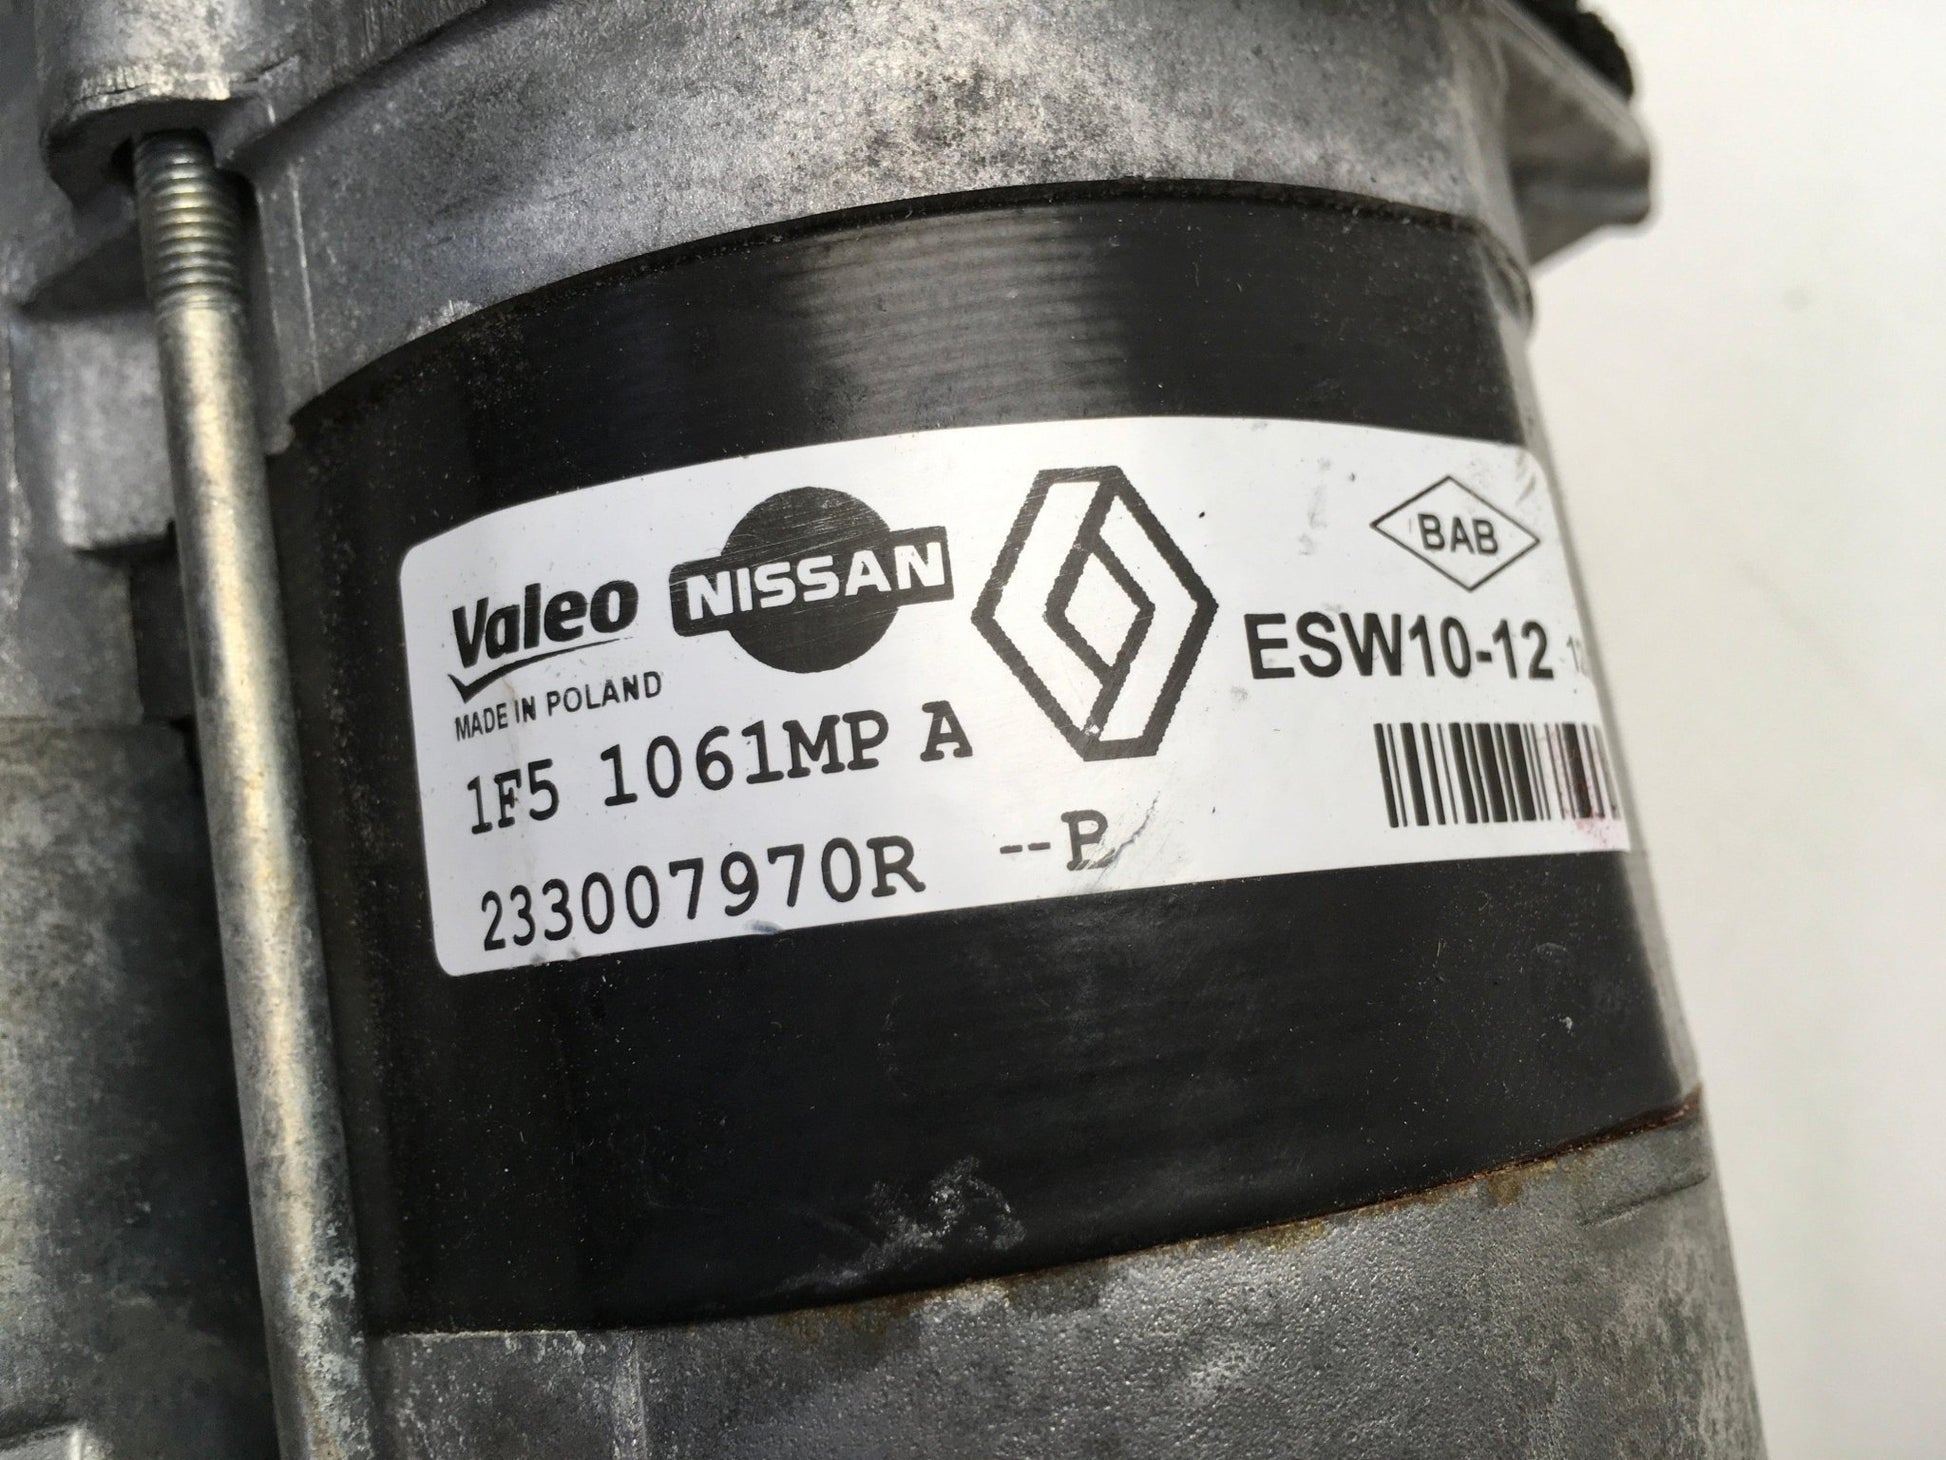 Valeo
MADE IN POLAND
NISSAN
BAB
ESW10-12
1F5 1061MP A
233007970R --B